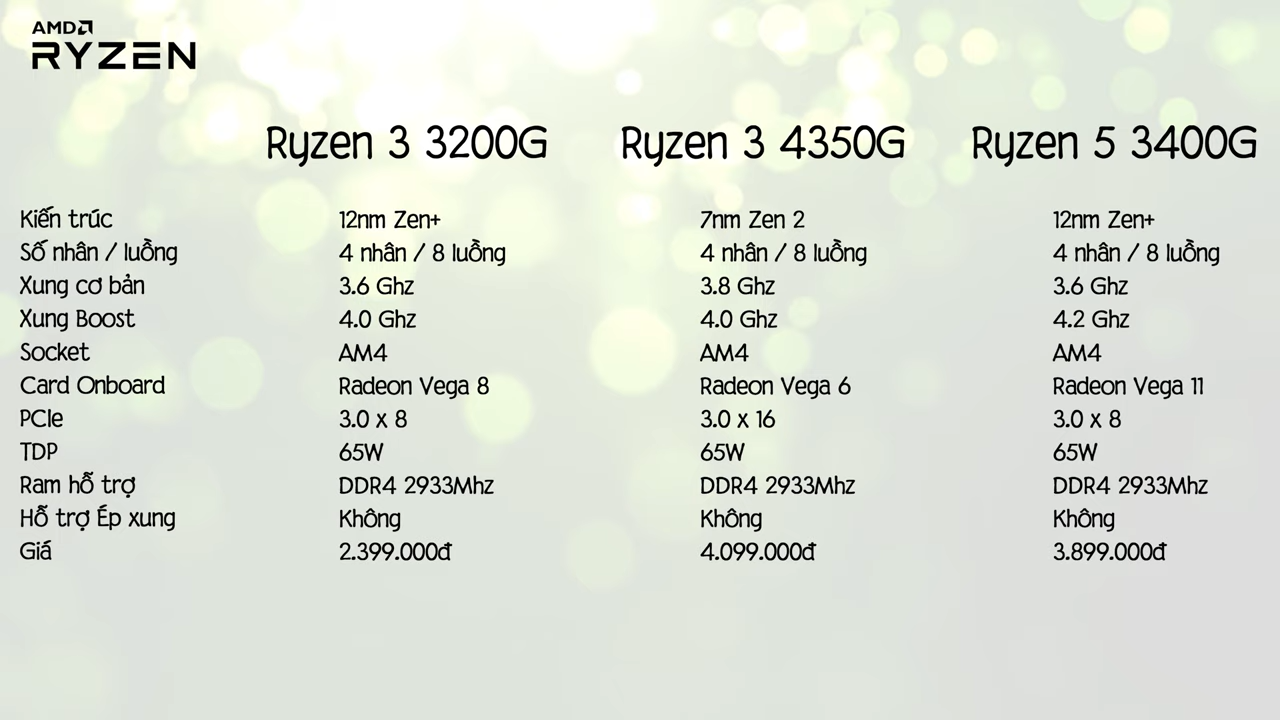 AMD
RYZEN
Ryzen 3 3200G Ryzen 3 4350G Ryzen 5 3400G
Kiến trúc 12nm Zen+ 7nm Zen 2 12nm Zen+
Số nhân / luồng 4 nhân / 8 luồng 4 nhân / 8 luồng 4 nhân / 8 luồng
Xung cơ bản 3.6 Ghz 3.8 Ghz 3.6 Ghz
Xung Boost 4.0 Ghz 4.0 Ghz 4.2 Ghz
Socket AM4 AM4 AM4
Card Onboard Radeon Vega 8 Radeon Vega 6 Radeon Vega 11
PCIe 3.0 x 8 3.0 x 16 3.0 x 8
TDP 65W 65W 65W
Ram hỗ trợ DDR4 2933Mhz DDR4 2933Mhz DDR4 2933Mhz
Hỗ trợ Ép xung Không Không Không
Giá 2.399.000đ 4.099.000đ 3.899.000đ